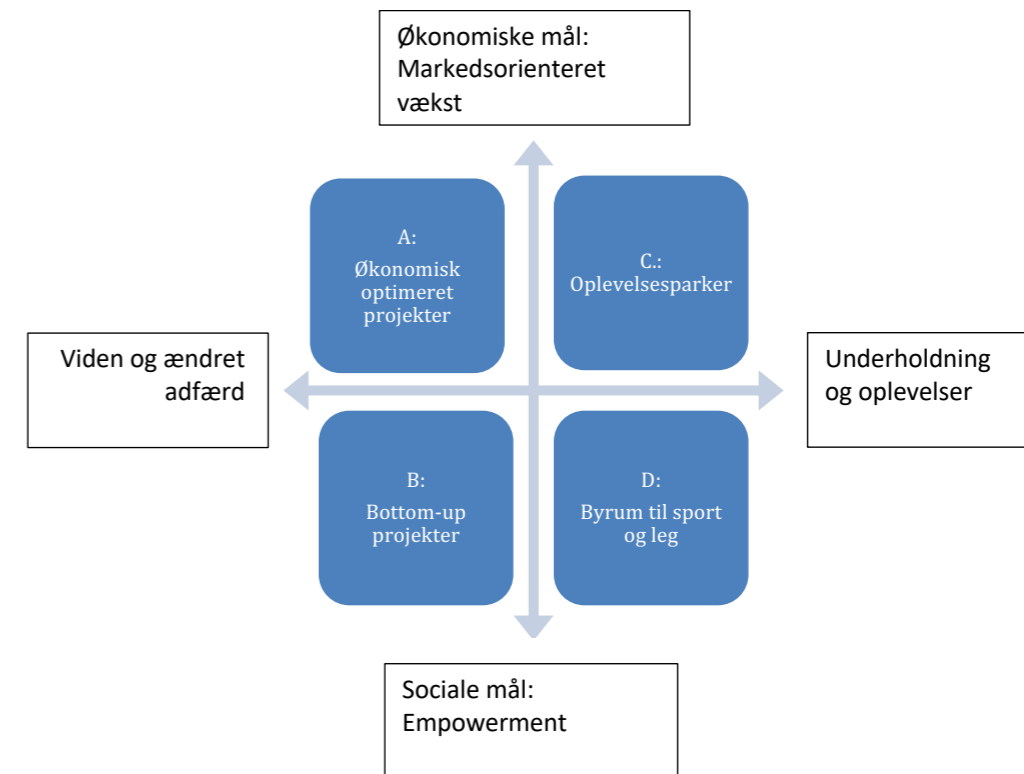 Økonomiske mål:
Markedsorienteret
vækst
A:
Økonomisk
optimeret
projekter
C.:
Oplevelsesparker
Viden og ændret
adfærd
Underholdning
og oplevelser
B:
Bottom-up
projekter
D:
Byrum til sport
og leg
Sociale mål:
Empowerment